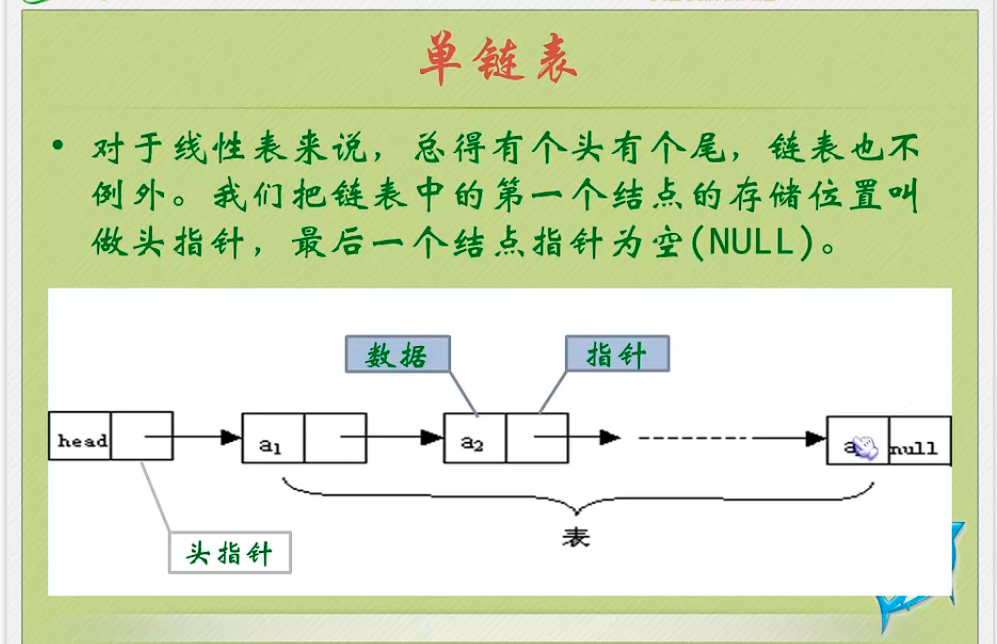 单链表
• 对于线性表来说，总得有个头有个尾，链表也不
例外。我们把链表中的第一个结点的存储位置叫
做头指针，最后一个结点指针为空(NULL)。
数据 指针
head a1 a2 null
表
头指针